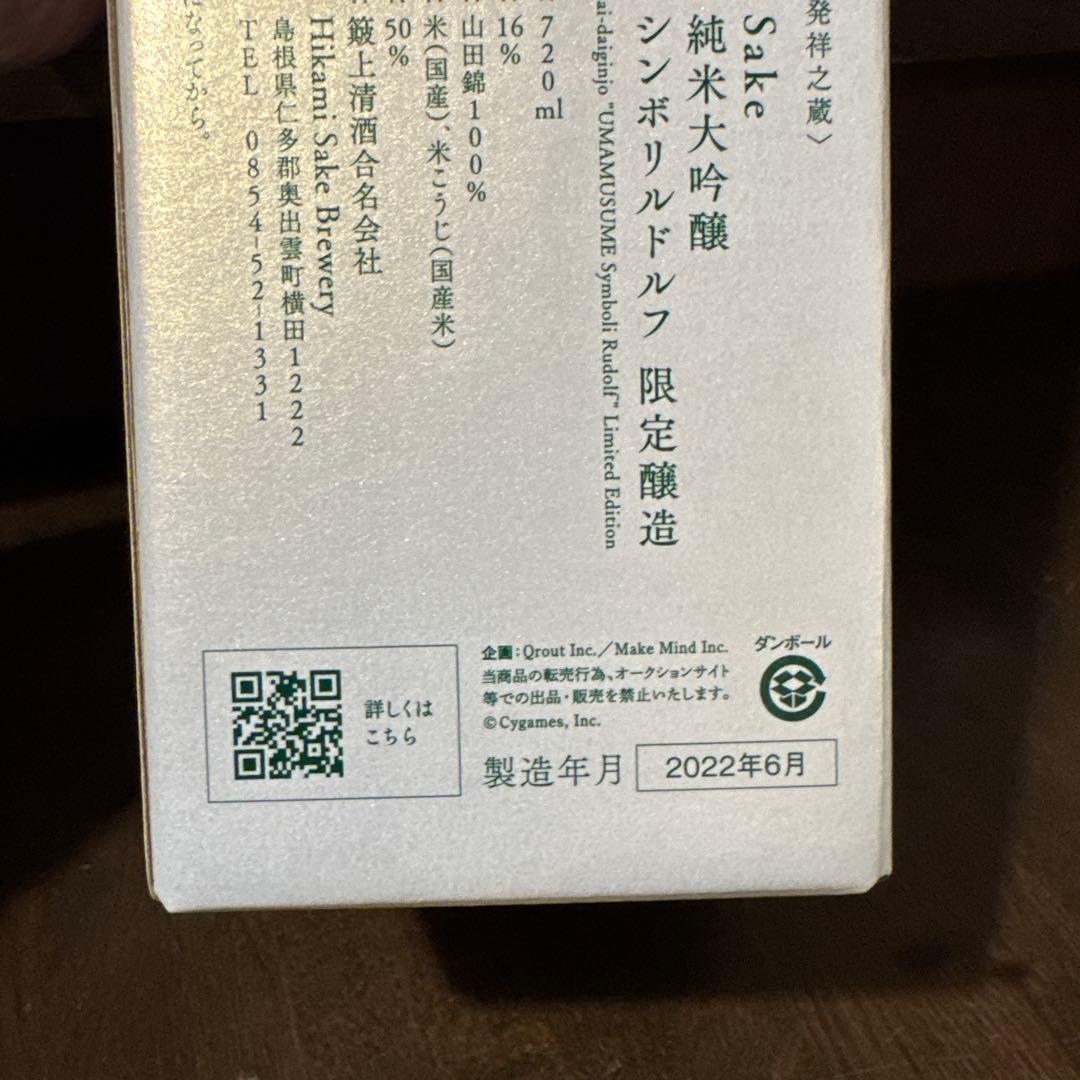 発祥之蔵〉
Sake
純米大吟醸
シンボリルドルフ 限定醸造
ai-daiginjo "UMAMUSUME Symboli Rudolf" Limited Edition
720ml
16%
山田錦100%
米(国産)、米こうじ(国産米)
50%
簸上清酒合名会社
Hikami Sake Brewery
島根県仁多郡奥出雲町横田1222
TEL 0854-52-1331
なってから。
詳しくは
こちら
企画:Qrout Inc./Make Mind Inc.
当商品の転売行為、オークションサイト
等での出品・販売を禁止いたします。
©Cygames, Inc.
製造年月 2022年6月
ダンボール